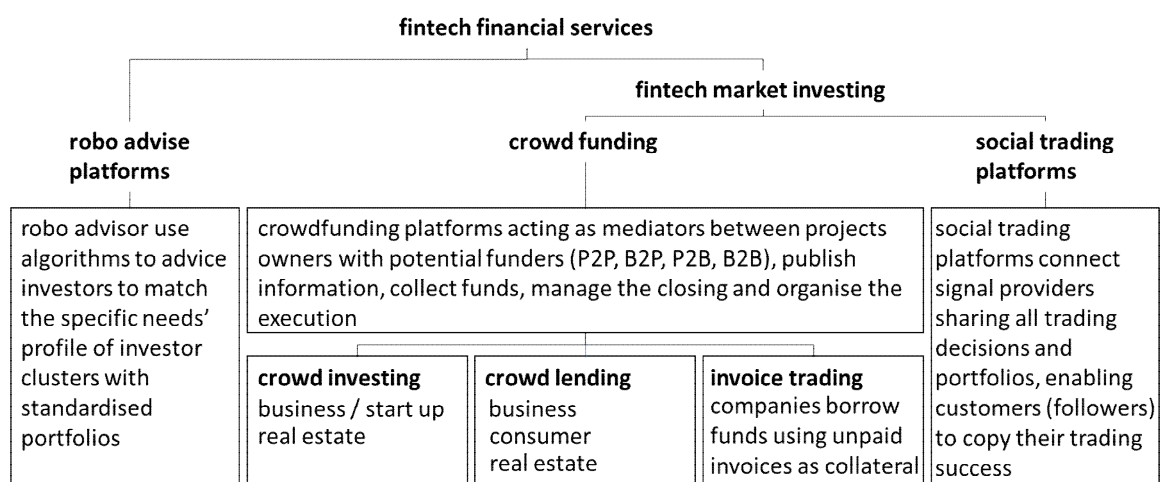 fintech financial services
fintech market investing
robo advise
platforms
crowd funding
social trading
platforms
robo advisor use
algorithms to advice
investors to match
the specific needs’
profile of investor
clusters with
standardised
portfolios
crowdfunding platforms acting as mediators between projects
owners with potential funders (P2P, B2P, P2B, B2B), publish
information, collect funds, manage the closing and organise the
execution
crowd investing
business / start up
real estate
crowd lending
business
consumer
real estate
invoice trading
companies borrow
funds using unpaid
invoices as collateral
social trading
platforms connect
signal providers
sharing all trading
decisions and
portfolios, enabling
customers (followers)
to copy their trading
success